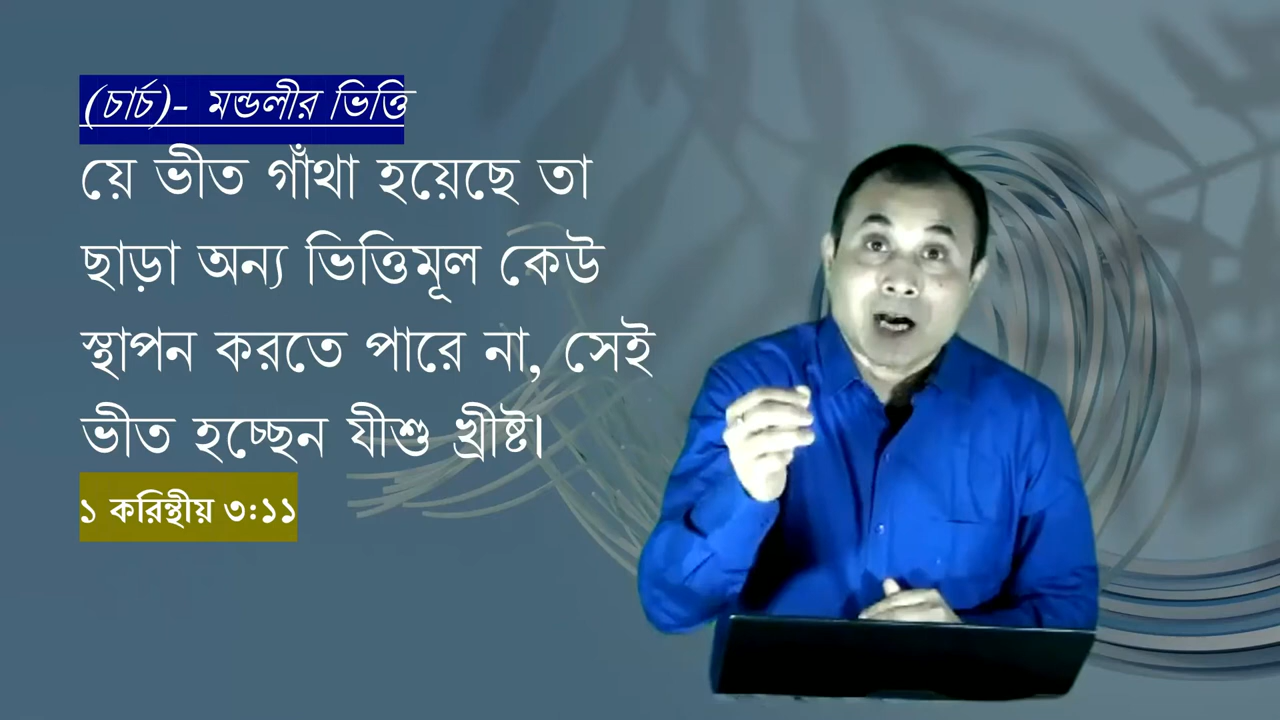 (চার্চ)- মন্ডলীর ভিত্তি
যে ভীত গাঁথা হয়েছে তা
ছাড়া অন্য ভিত্তিমূল কেউ
স্থাপন করতে পারে না, সেই
ভীত হচ্ছেন যীশু খ্রীষ্ট।
১ করিন্থীয় ৩:১১